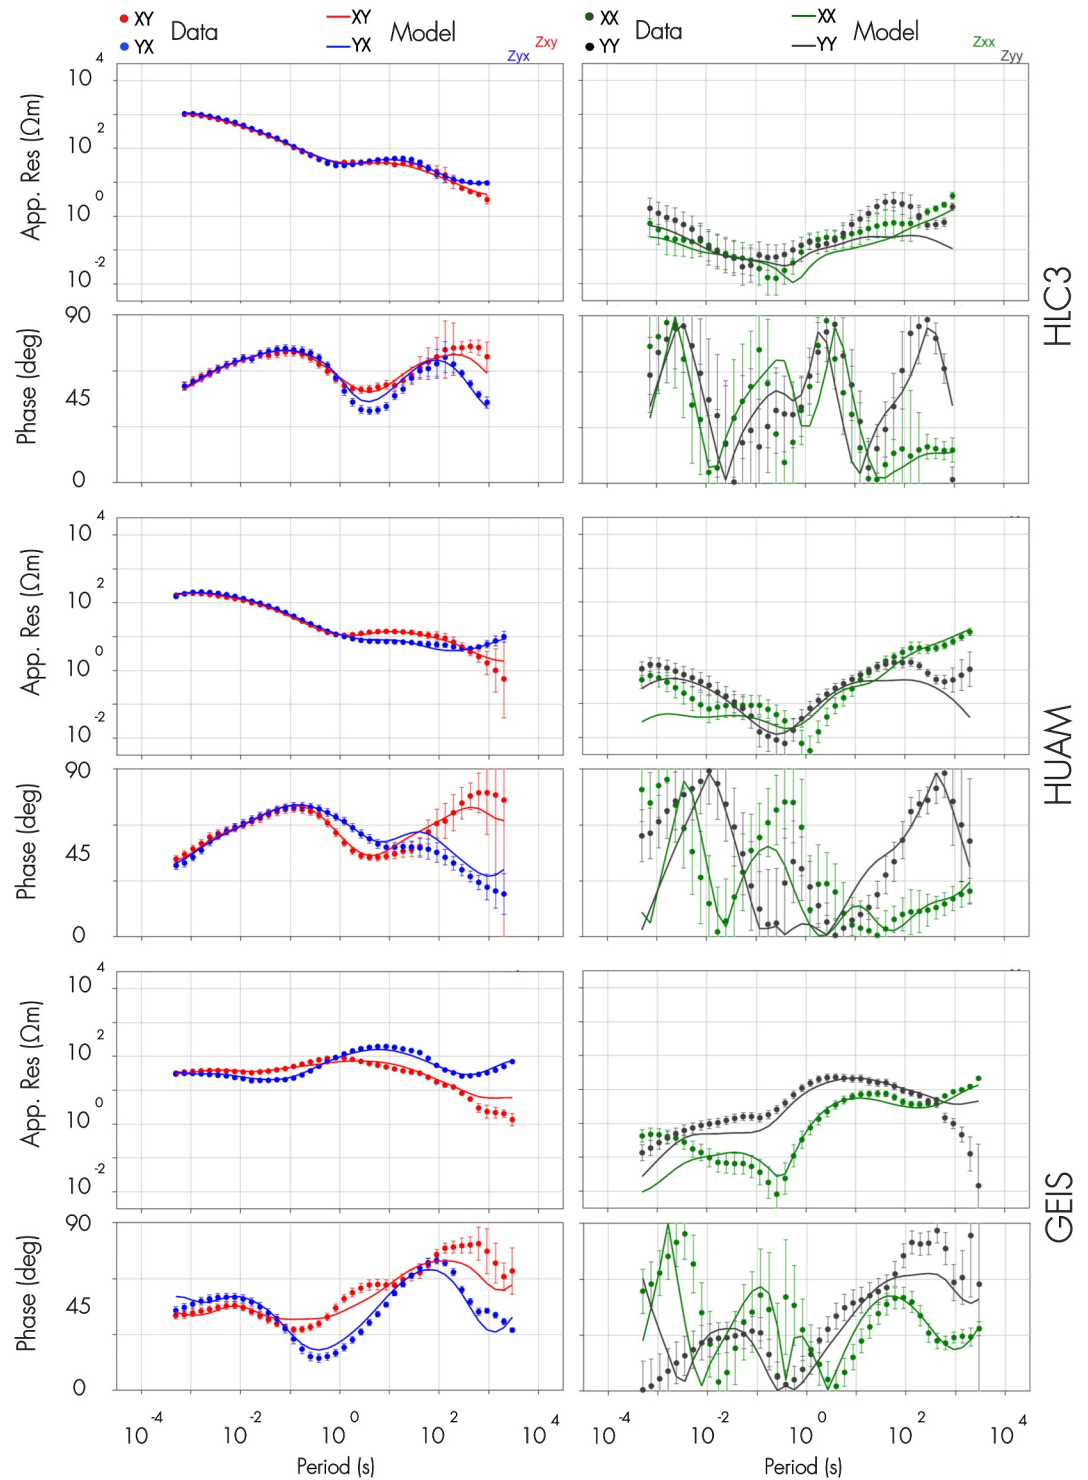 XY XY XX XX
YX Data YX Model Zxy YY Data YY Model Zxx
Zyx Zyy
App. Res (Ωm) 10 4 10 2 10 0 10 -2
HLC3
Phase (deg) 90 45 0
App. Res (Ωm) 10 4 10 2 10 0 10 -2
HUAM
Phase (deg) 90 45 0
App. Res (Ωm) 10 4 10 2 10 0 10 -2
GEIS
Phase (deg) 90 45 0
10 -4 10 -2 10 0 10 2 10 4 10 -4 10 -2 10 0 10 2 10 4
Period (s) Period (s)